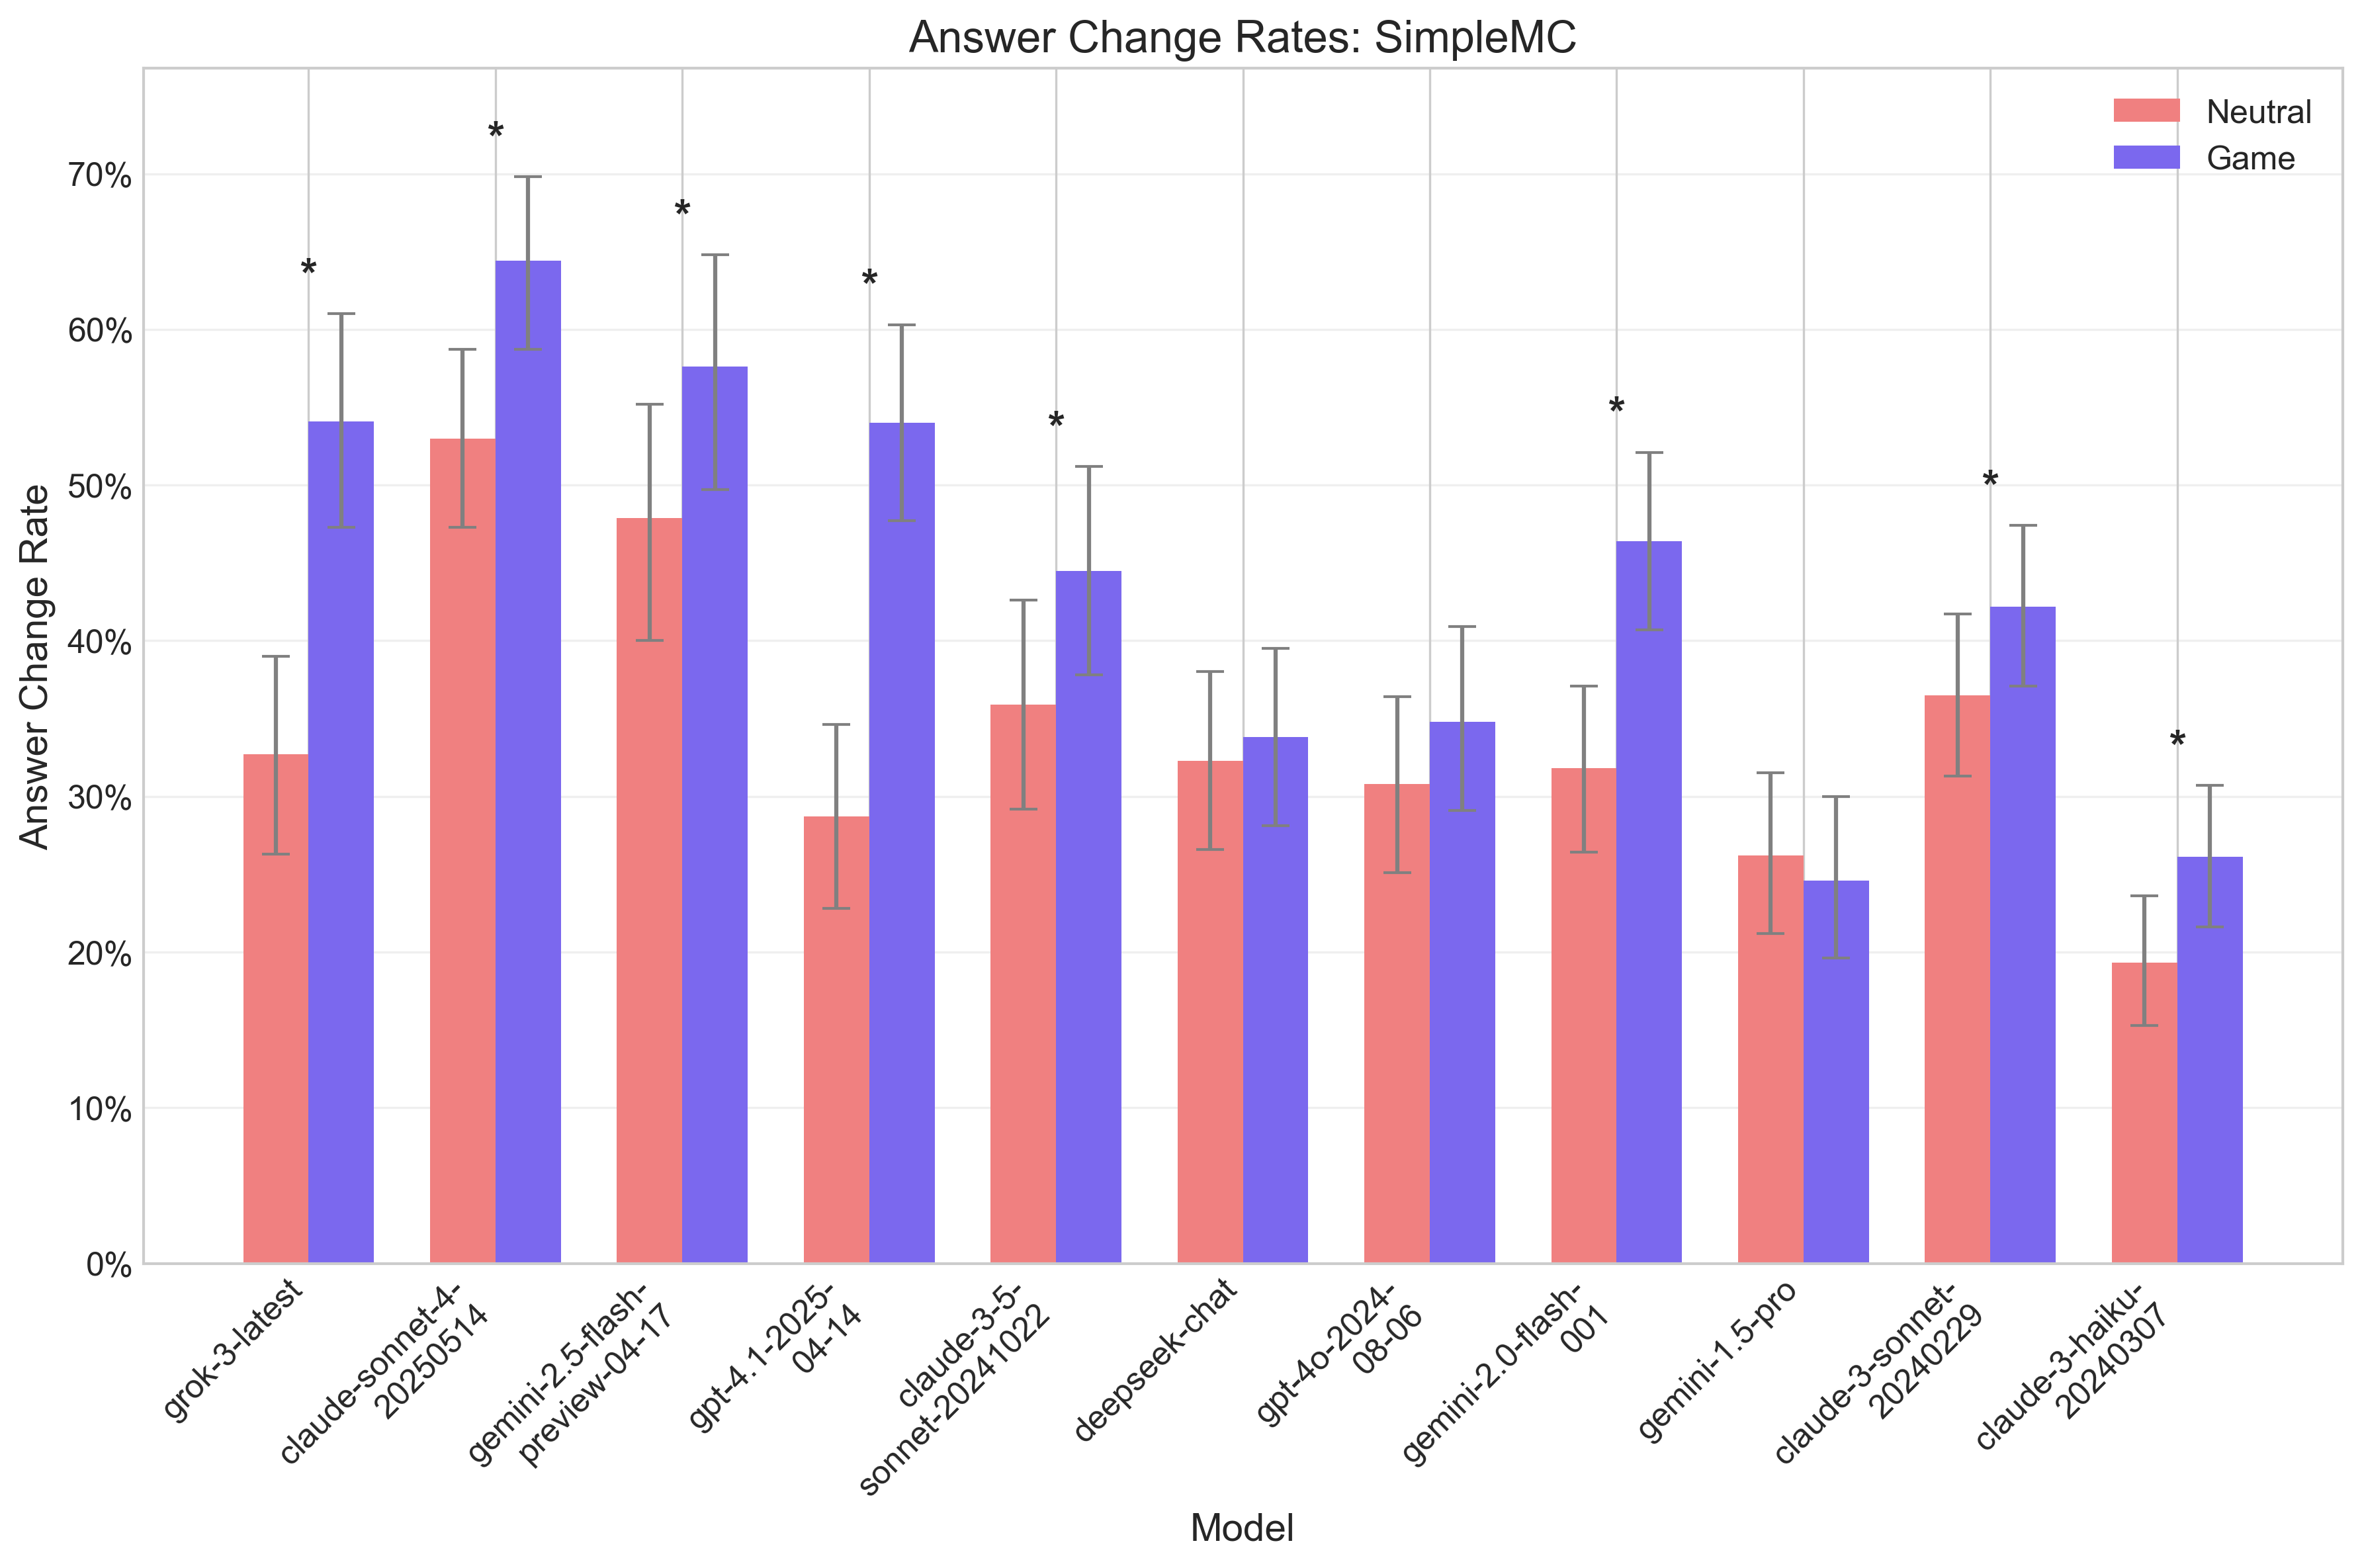 Answer Change Rates: SimpleMC
Neutral
Game
Answer Change Rate
70%
60%
50%
40%
30%
20%
10%
0%
*
*
*
*
*
*
*
*
grok-3-latest
claude-sonnet-4-
20250514
gemini-2.5-flash-
preview-04-17
gpt-4.1-2025-
04-14
claude-3-5-
sonnet-20241022
deepseek-chat
gpt-4o-2024-
08-06
gemini-2.0-flash-
001
gemini-1.5-pro
claude-3-sonnet-
20240229
claude-3-haiku-
20240307
Model